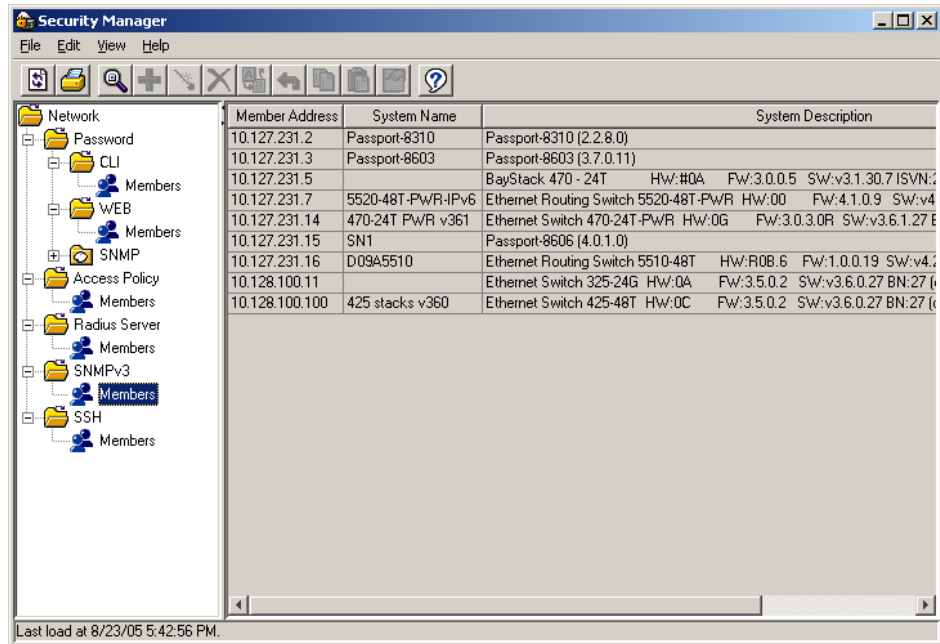 Security Manager
File Edit View Help
Network
Password
CLI
Members
WEB
Members
SNMP
Access Policy
Members
Radius Server
Members
SNMPv3
Members
SSH
Members
Member Address System Name System Description
10.127.231.2 Passport-8310 Passport-8310 (2.2.8.0)
10.127.231.3 Passport-8603 Passport-8603 (3.7.0.11)
10.127.231.5 BayStack 470 - 24T HW:#0A FW:3.0.0.5 SW:v3.1.30.7 ISVN:
10.127.231.7 5520-48T-PWR-IPv6 Ethernet Routing Switch 5520-48T-PWR HW:00 FW:4.1.0.9 SW:v4
10.127.231.14 470-24T PWR v361 Ethernet Switch 470-24T-PWR HW:0G FW:3.0.3.0R SW:v3.6.1.27
10.127.231.15 SN1 Passport-8606 (4.0.1.0)
10.127.231.16 D09A5510 Ethernet Routing Switch 5510-48T HW:R0B.6 FW:1.0.0.19 SW:v4.2
10.128.100.11 Ethernet Switch 325-24G HW:0A FW:3.5.0.2 SW:v3.6.0.27 BN:27
10.128.100.100 425 stacks v360 Ethernet Switch 425-48T HW:0C FW:3.5.0.2 SW:v3.6.0.27 BN:27
Last load at 8/23/05 5:42:56 PM.